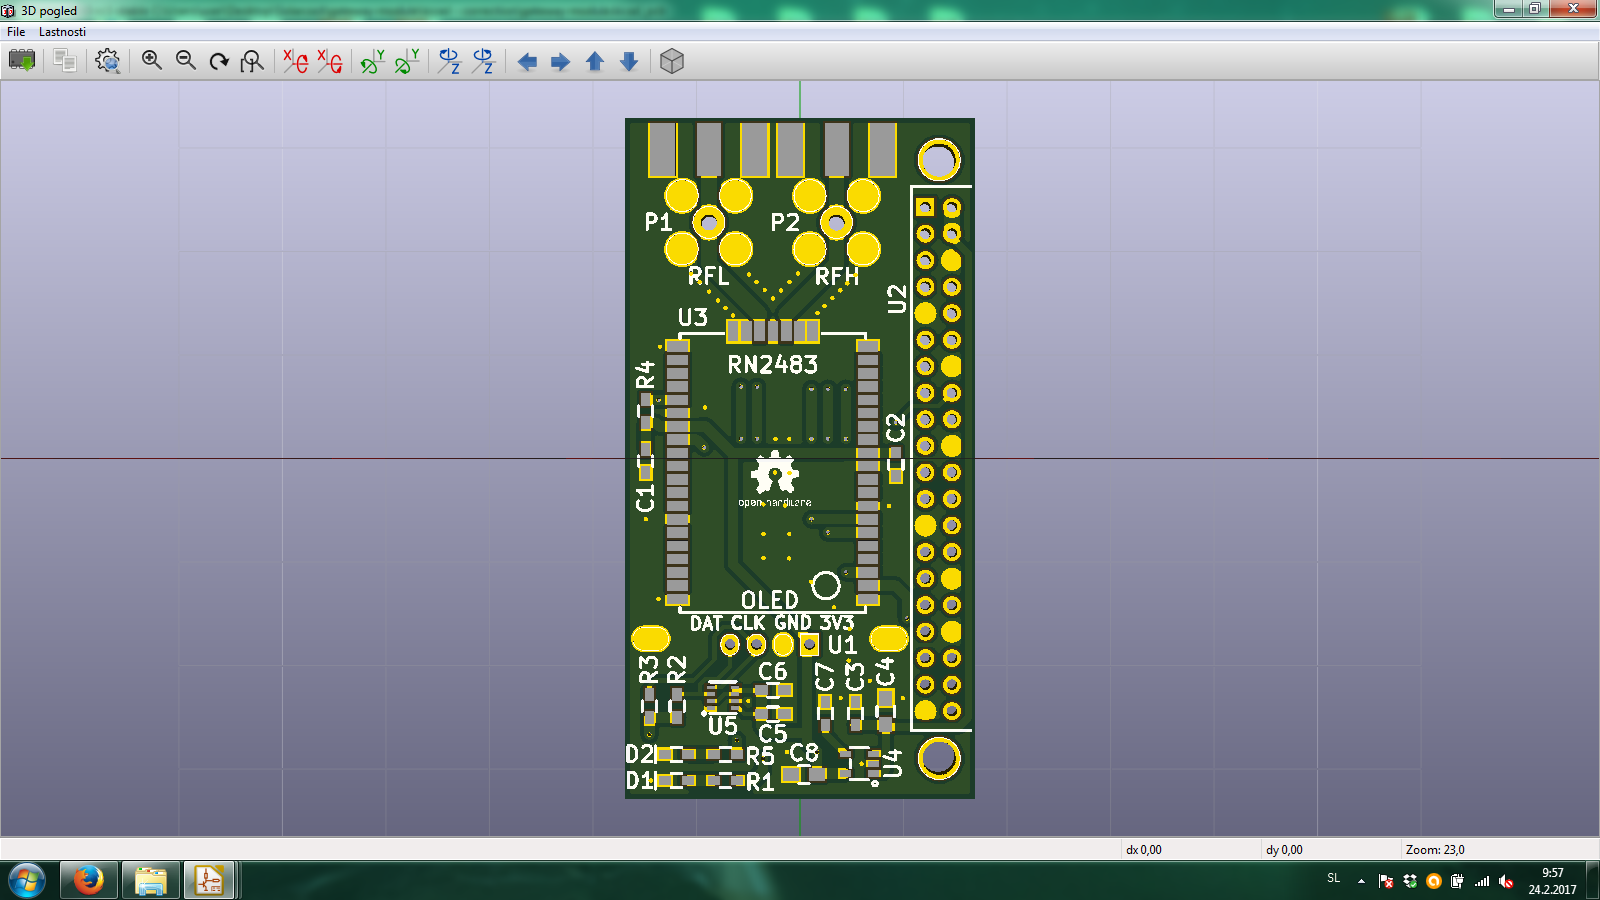 3D pogled
File Lastnosti
X X Y Y Z Z
P1 P2
RFL RFH
U2
U3
RN2483
R4
C2
C1
open hardware
OLED
DAT CLK GND 3V3
U1
R3 R2 C6 C7 C3 C4
U5 C5
D2 R5 C8 U4
D1 R1
dx 0,00 dy 0,00 Zoom: 23,0
SL 9:57
24.2.2017